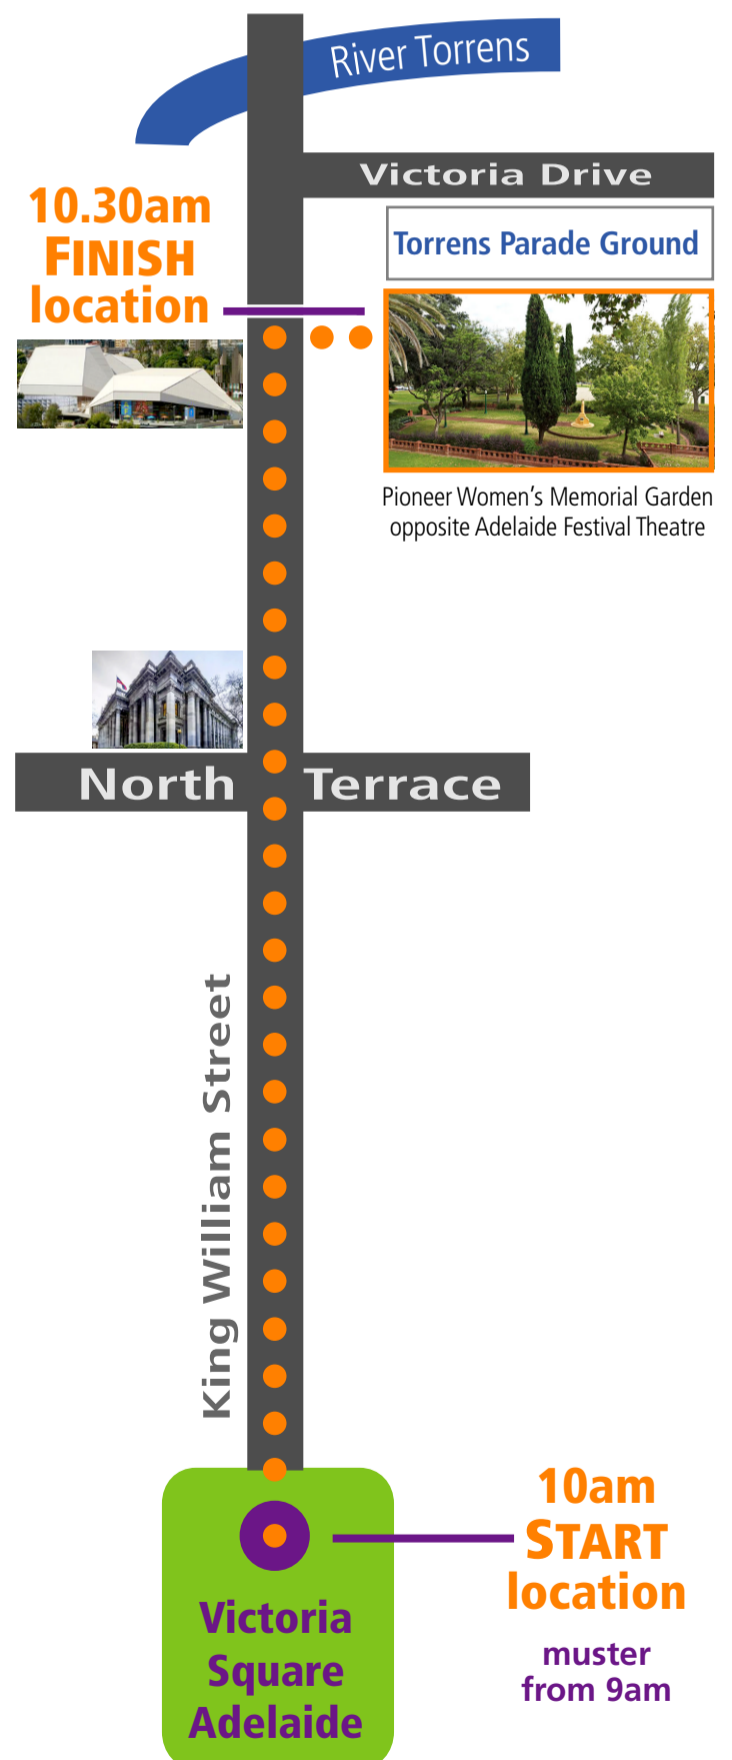 River Torrens
Victoria Drive
10.30am
FINISH
location
Torrens Parade Ground
Pioneer Women's Memorial Garden
opposite Adelaide Festival Theatre
North Terrace
King William Street
10am
START
location
muster
from 9am
Victoria
Square
Adelaide